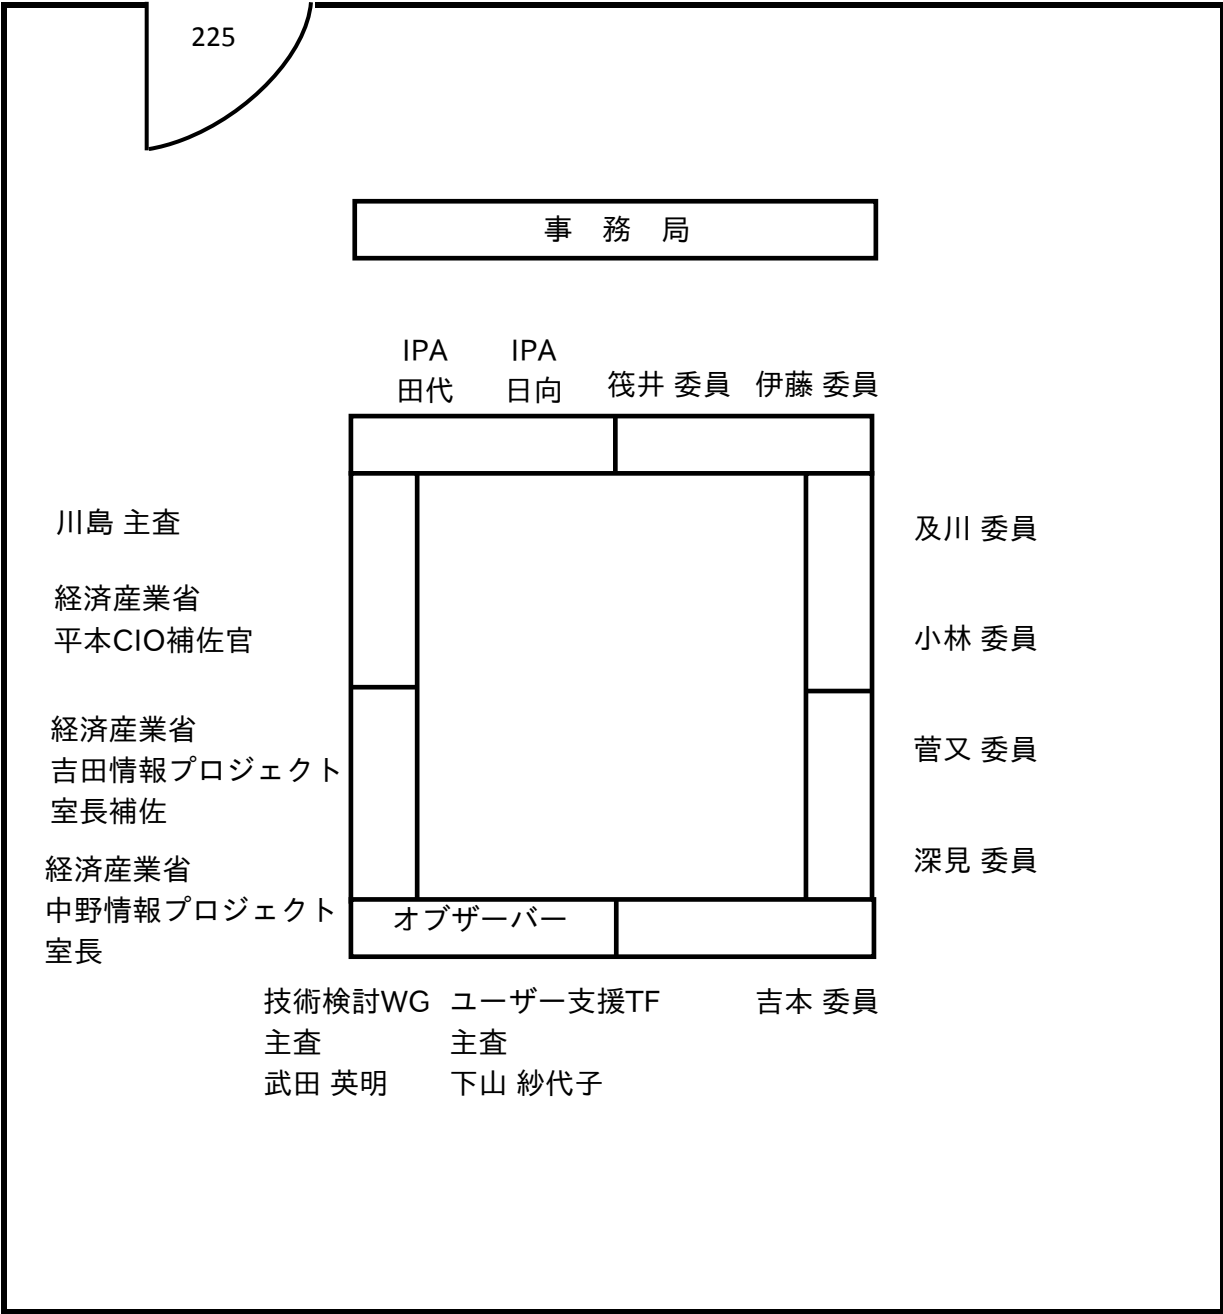 225
事　務　局
IPA
田代
IPA
日向
筏井 委員
伊藤 委員
川島 主査
経済産業省
平本CIO補佐官
経済産業省
吉田情報プロジェクト
室長補佐
経済産業省
中野情報プロジェクト
室長
及川 委員
小林 委員
菅又 委員
深見 委員
オブザーバー
技術検討WG
主査
武田 英明
ユーザー支援TF
主査
下山 紗代子
吉本 委員